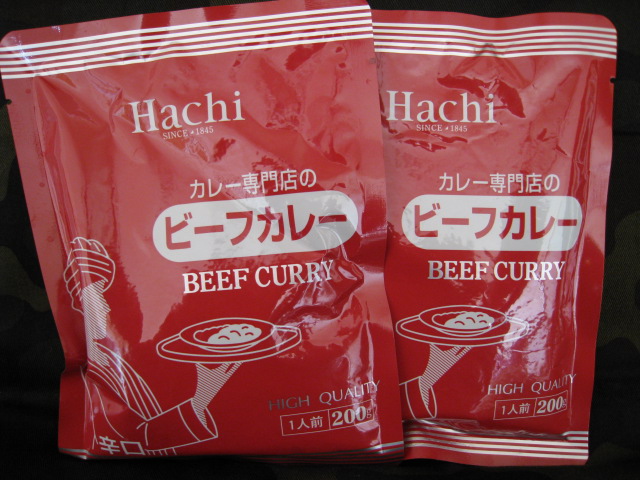 Hachi
SINCE 1845
カレー専門店の
ビーフカレー
BEEF CURRY
HIGH QUALITY
1人前 200g
辛口
Hachi
SINCE 1845
カレー専門店の
ビーフカレー
BEEF CURRY
HIGH QUALITY
1人前 200g